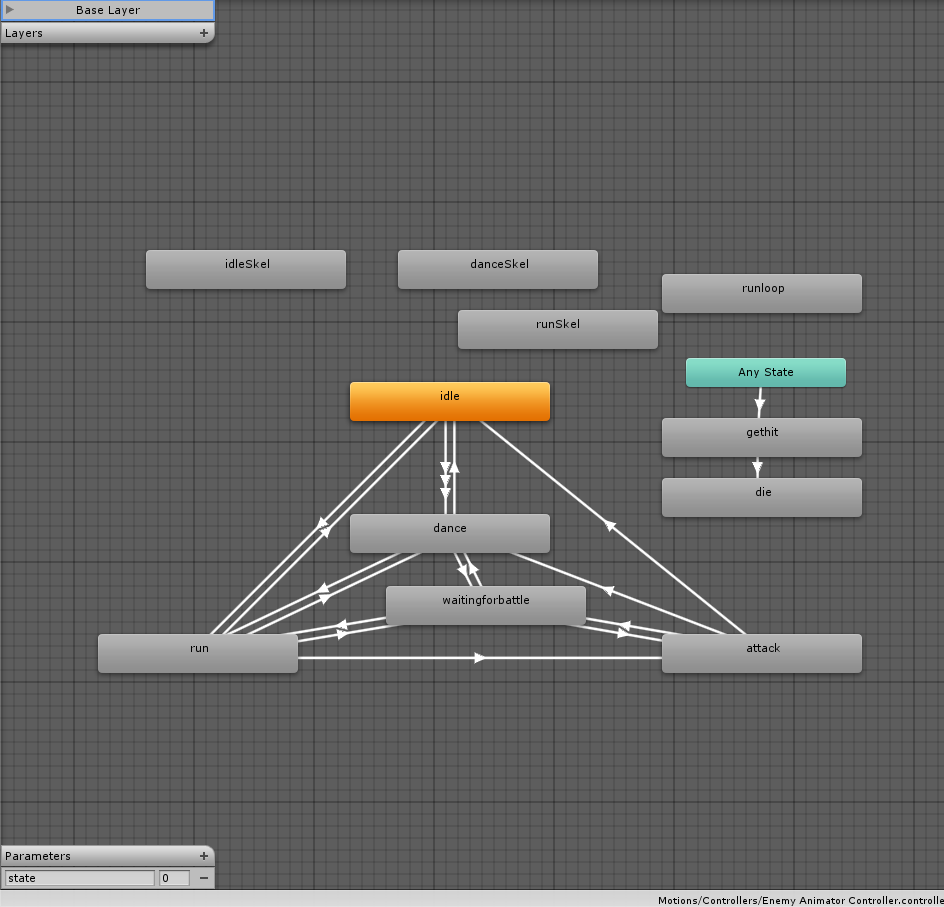 Base Layer
Layers +
idleSkel
danceSkel
runloop
runSkel
Any State
idle
gethit
die
dance
waitingforbattle
run
attack
Parameters +
state 0 −
Motions/Controllers/Enemy Animator Controller.controlle